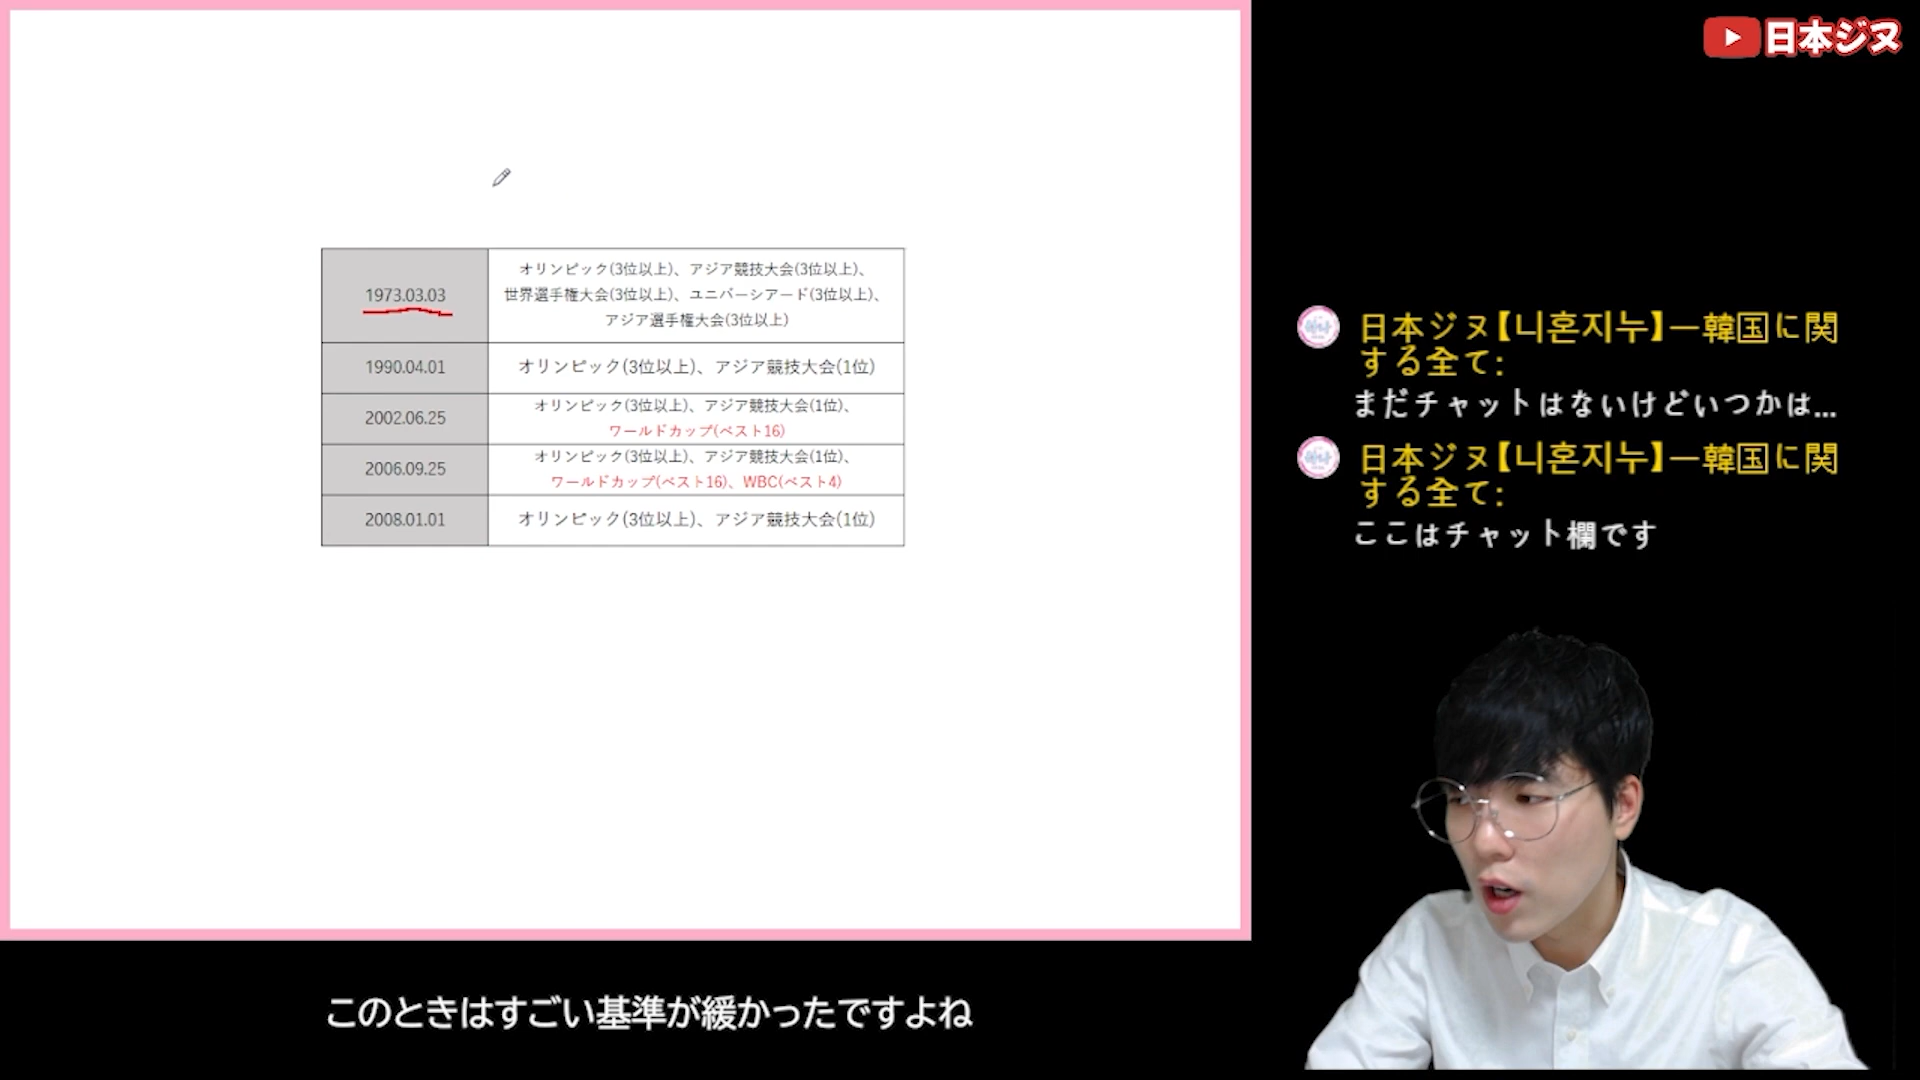 日本ジヌ
1973.03.03
オリンピック(3位以上)、アジア競技大会(3位以上)、
世界選手権大会(3位以上)、ユニバーシアード(3位以上)、
アジア選手権大会(3位以上)
1990.04.01
オリンピック(3位以上)、アジア競技大会(1位)
2002.06.25
オリンピック(3位以上)、アジア競技大会(1位)、
ワールドカップ(ベスト16)
2006.09.25
オリンピック(3位以上)、アジア競技大会(1位)、
ワールドカップ(ベスト16)、WBC(ベスト4)
2008.01.01
オリンピック(3位以上)、アジア競技大会(1位)
日本ジヌ【니혼지누】ー韓国に関
する全て:
まだチャットはないけどいつかは...
日本ジヌ【니혼지누】ー韓国に関
する全て:
ここはチャット欄です
このときはすごい基準が緩かったですよね